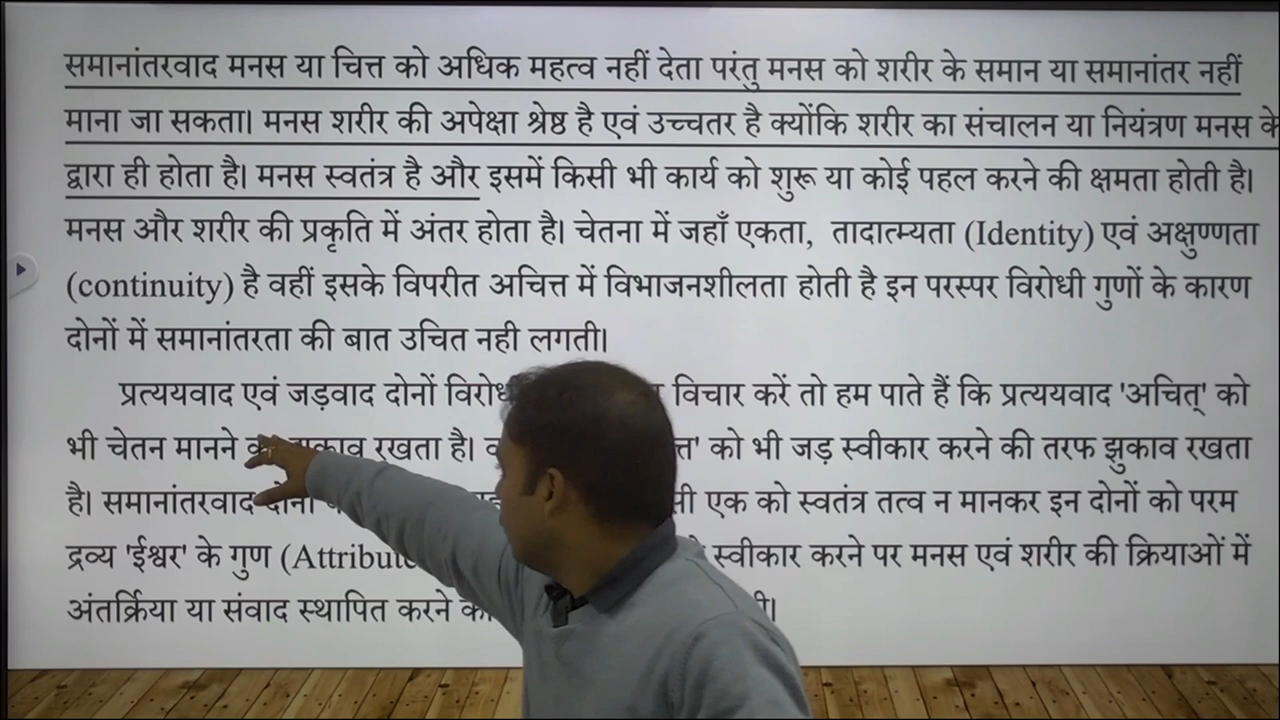 समानांतरवाद मनस या चित्त को अधिक महत्व नहीं देता परंतु मनस को शरीर के समान या समानांतर नहीं
माना जा सकता। मनस शरीर की अपेक्षा श्रेष्ठ है एवं उच्चतर है क्योंकि शरीर का संचालन या नियंत्रण मनस के
द्वारा ही होता है। मनस स्वतंत्र है और इसमें किसी भी कार्य को शुरू या कोई पहल करने की क्षमता होती है।
मनस और शरीर की प्रकृति में अंतर होता है। चेतना में जहाँ एकता, तादात्म्यता (Identity) एवं अक्षुण्णता
(continuity) है वहीं इसके विपरीत अचित्त में विभाजनशीलता होती है इन परस्पर विरोधी गुणों के कारण
दोनों में समानांतरता की बात उचित नही लगती।
प्रत्ययवाद एवं जड़वाद दोनों विचार करें तो हम पाते हैं कि प्रत्ययवाद 'अचित्' को
भी चेतन मानने रखता है। को भी जड़ स्वीकार करने की तरफ झुकाव रखता
है। समानांतरवाद एक को स्वतंत्र तत्व न मानकर इन दोनों को परम
द्रव्य 'ईश्वर' के गुण स्वीकार करने पर मनस एवं शरीर की क्रियाओं में
अंतर्क्रिया या संवाद स्थापित करने